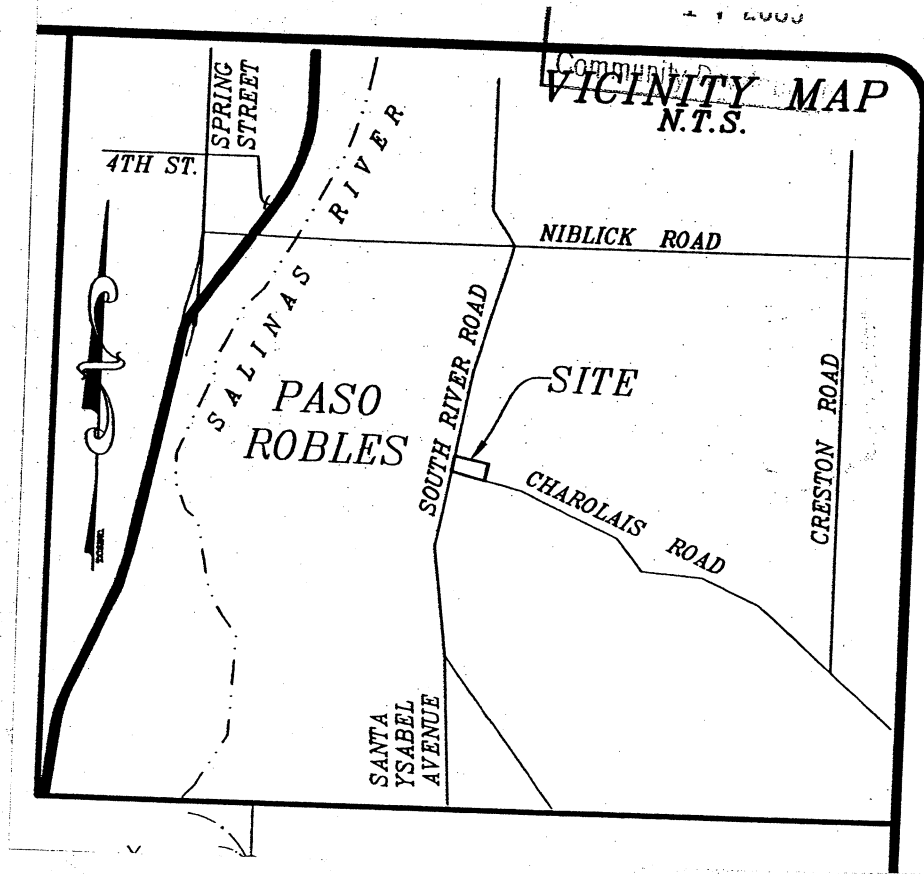 Community
VICINITY MAP
N.T.S.
SPRING
STREET
4TH ST.
SALINAS RIVER
NIBLICK ROAD
SOUTH RIVER ROAD
SITE
PASO
ROBLES
CHAROLAIS ROAD
CRESTON ROAD
SANTA
YSABEL
AVENUE